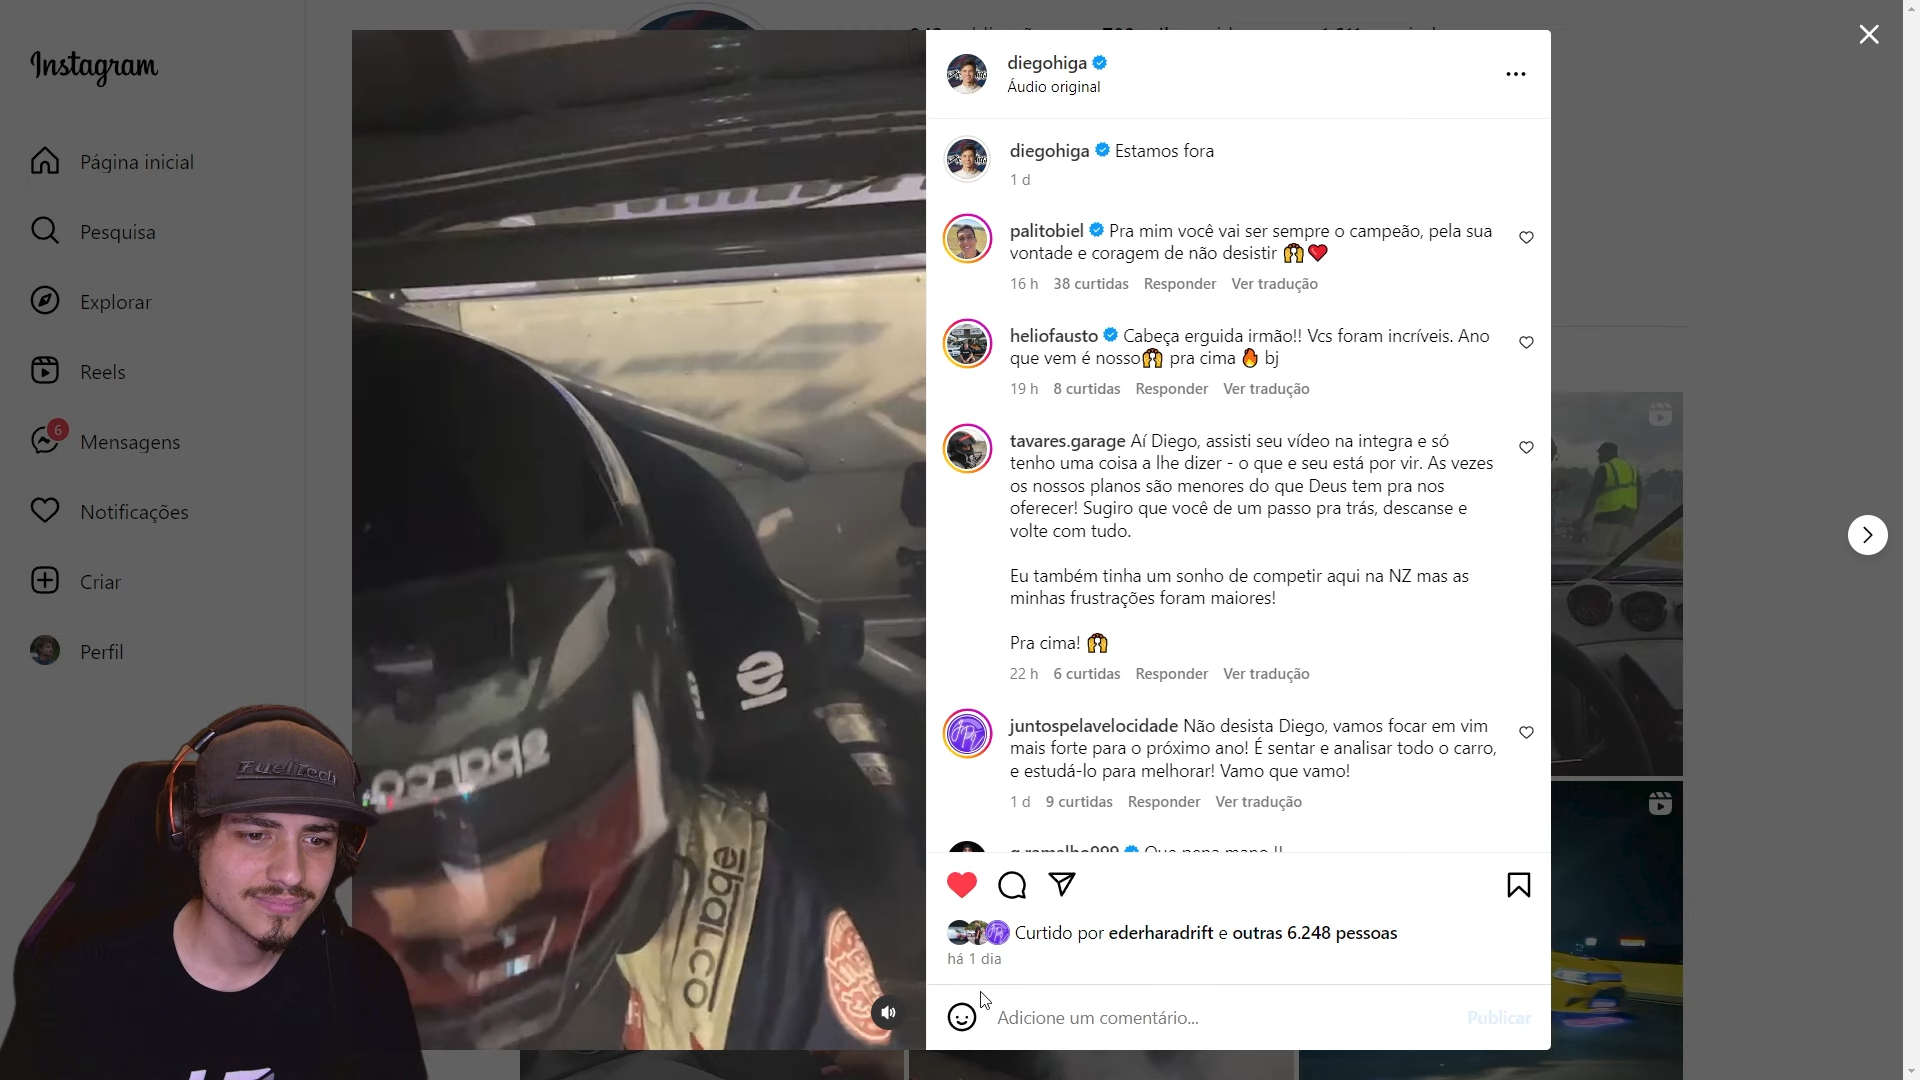 Instagram
Página inicial
Pesquisa
Explorar
Reels
6
Mensagens
Notificações
Criar
Perfil
FuelTech
sparco
e
sparco
diegohiga
Áudio original
diegohiga Estamos fora
1 d
palitobiel Pra mim você vai ser sempre o campeão, pela sua
vontade e coragem de não desistir 🙌❤️
16 h 38 curtidas Responder Ver tradução
heliofausto Cabeça erguida irmão!! Vcs foram incríveis. Ano
que vem é nosso🙌 pra cima 🔥 bj
19 h 8 curtidas Responder Ver tradução
tavares.garage Aí Diego, assisti seu vídeo na integra e só
tenho uma coisa a lhe dizer - o que e seu está por vir. As vezes
os nossos planos são menores do que Deus tem pra nos
oferecer! Sugiro que você de um passo pra trás, descanse e
volte com tudo.
Eu também tinha um sonho de competir aqui na NZ mas as
minhas frustrações foram maiores!
Pra cima! 🙌
22 h 6 curtidas Responder Ver tradução
juntospelavelocidade Não desista Diego, vamos focar em vim
mais forte para o próximo ano! É sentar e analisar todo o carro,
e estudá-lo para melhorar! Vamo que vamo!
1 d 9 curtidas Responder Ver tradução
g.ramalho999 Que pena mano !!
Curtido por ederharadrift e outras 6.248 pessoas
há 1 dia
Adicione um comentário...
Publicar